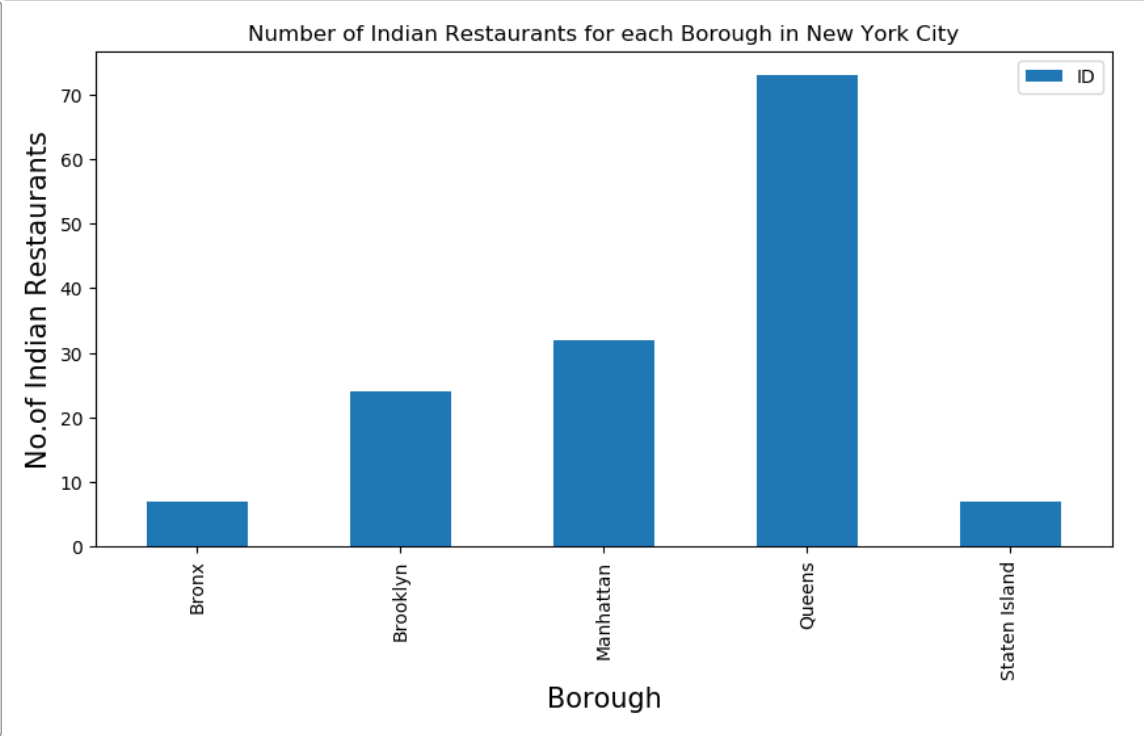 Number of Indian Restaurants for each Borough in New York City
ID
No.of Indian Restaurants
70
60
50
40
30
20
10
0
Bronx
Brooklyn
Manhattan
Queens
Staten Island
Borough